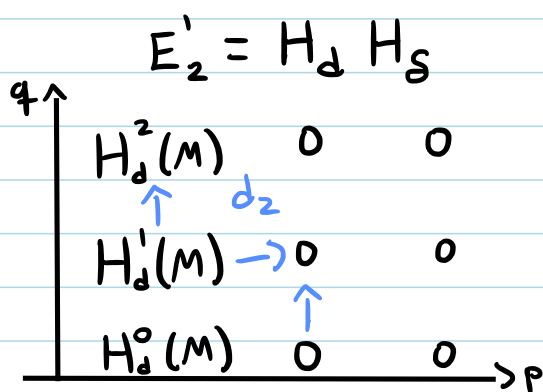 E'₂ = H_d H_δ
q
H²_d(M) 0 0
d₂
H¹_d(M) 0 0
H⁰_d(M) 0 0
p